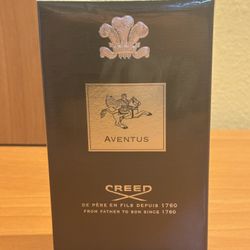 AVENTUS
CREED
DE PÈRE EN FILS DEPUIS 1760
FROM FATHER TO SON SINCE 1760